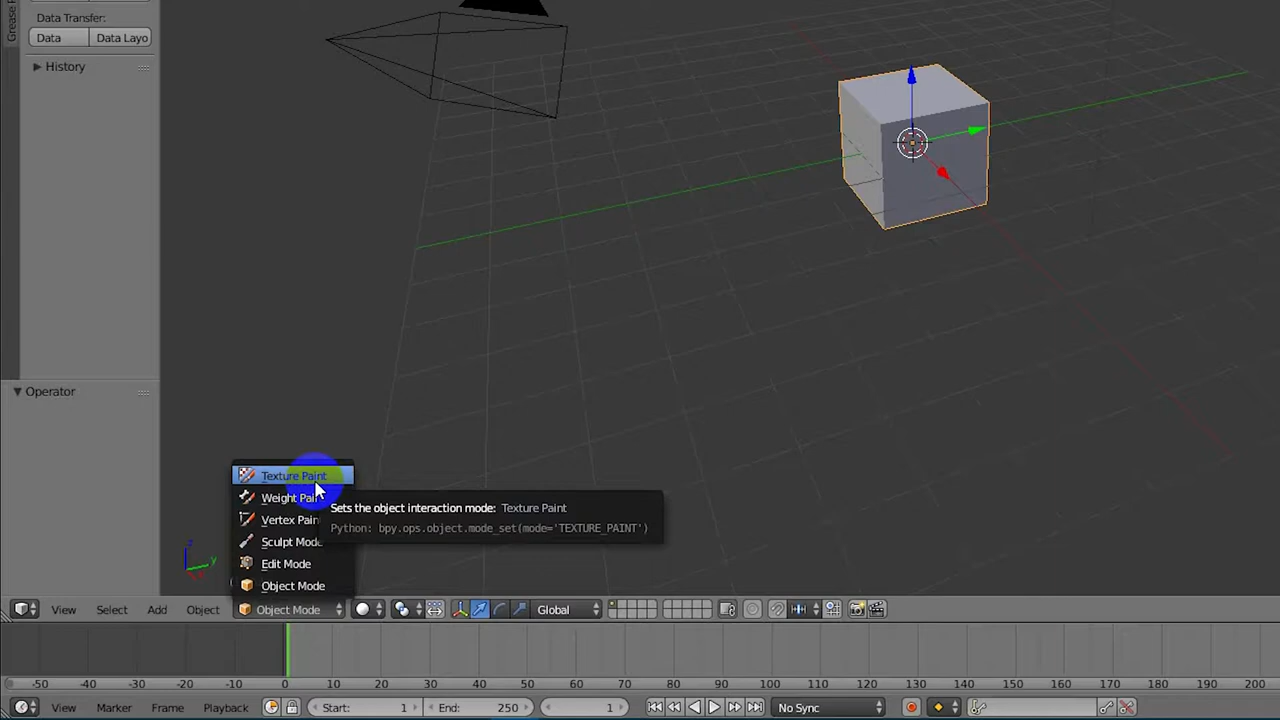 Grease P
Data Transfer:
Data
Data Layo
History
Operator
Texture Paint
Weight Pain
Vertex Pain
Sculpt Mode
Edit Mode
Object Mode
Sets the object interaction mode: Texture Paint
Python: bpy.ops.object.mode_set(mode='TEXTURE_PAINT')
View Select Add Object Object Mode Global
-50 -40 -30 -20 -10 0 10 20 30 40 50 60 70 80 90 100 110 120 130 140 150 160 170 180 190 200
View Marker Frame Playback Start: 1 End: 250 1 No Sync